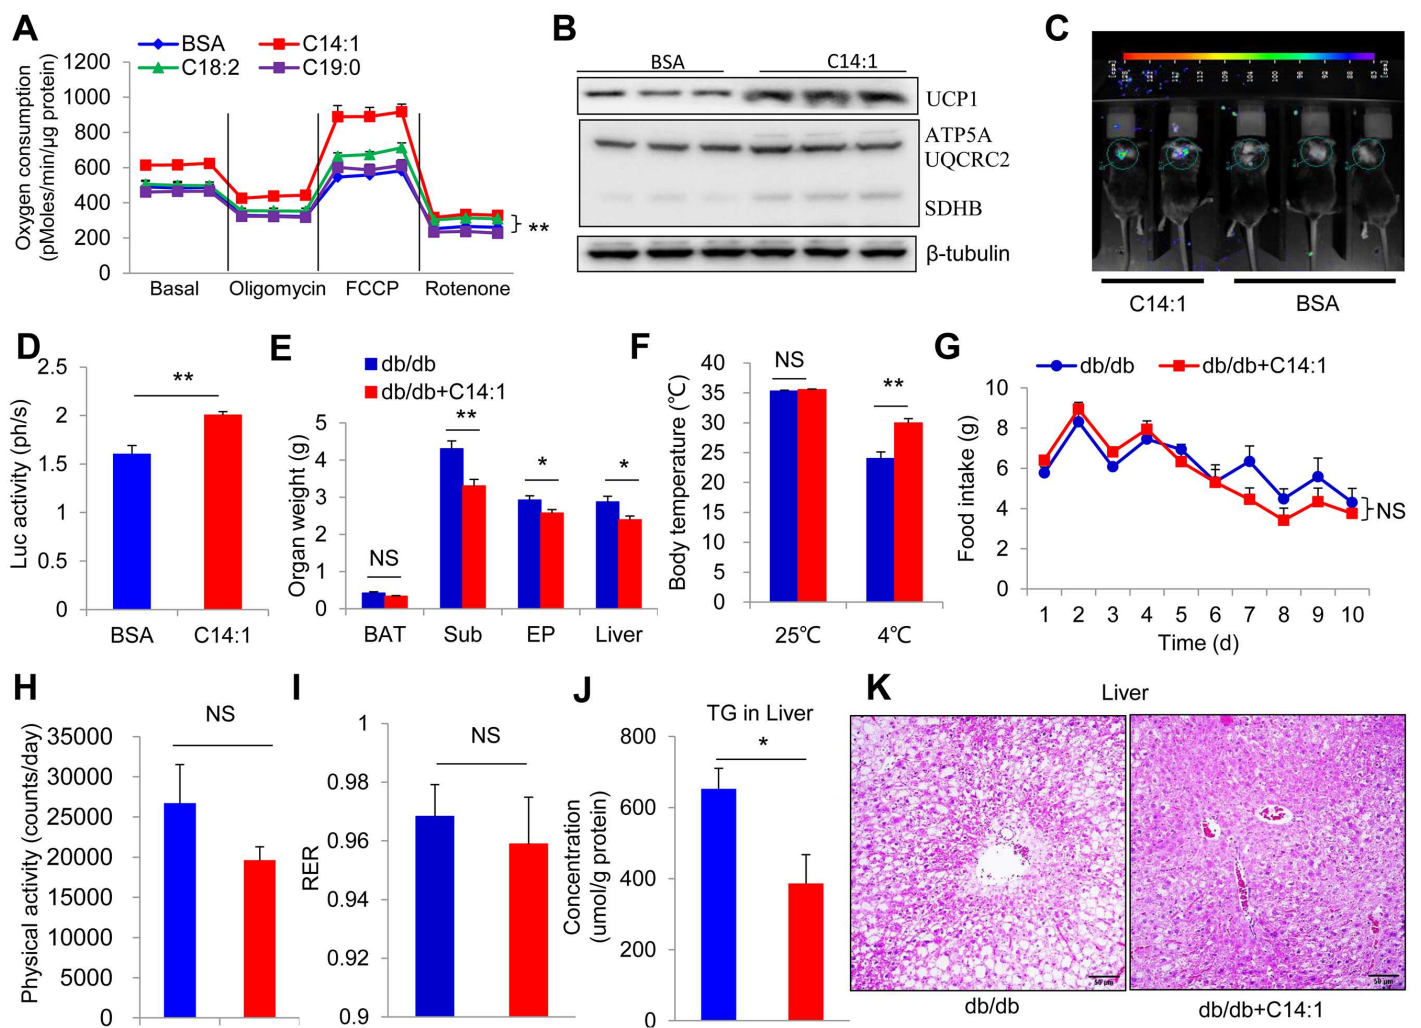 A
BSA
C14:1
C18:2
C19:0
Oxygen consumption
(pMoles/min/µg protein)
1200
1000
800
600
400
200
0
**
Basal
Oligomycin
FCCP
Rotenone
B
BSA
C14:1
UCP1
ATP5A
UQCRC2
SDHB
β-tubulin
C
C14:1
BSA
D
Luc activity (ph/s)
2.5
2
1.5
1
0.5
0
**
BSA
C14:1
E
db/db
db/db+C14:1
Organ weight (g)
5
4
3
2
1
0
NS
**
*
*
BAT
Sub
EP
Liver
F
Body temperature (℃)
40
35
30
25
20
15
10
5
0
NS
**
25℃
4℃
G
db/db
db/db+C14:1
Food intake (g)
10
8
6
4
2
0
NS
1 2 3 4 5 6 7 8 9 10
Time (d)
H
Physical activity (counts/day)
NS
35000
30000
25000
20000
15000
10000
5000
0
I
RER
NS
1
0.98
0.96
0.94
0.92
0.9
J
TG in Liver
Concentration
(umol/g protein)
*
800
600
400
200
0
K
Liver
50 µm
50 µm
db/db
db/db+C14:1